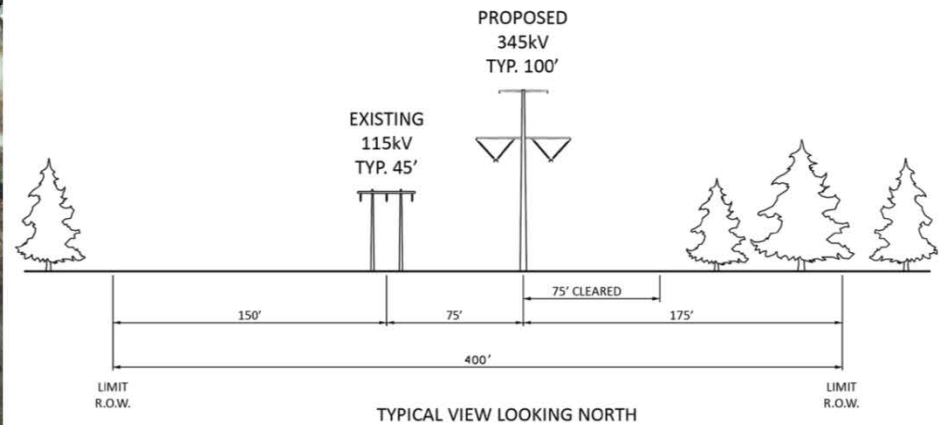 PROPOSED
345kV
TYP. 100'
EXISTING
115kV
TYP. 45'
75' CLEARED
150'
75'
175'
400'
LIMIT
R.O.W.
LIMIT
R.O.W.
TYPICAL VIEW LOOKING NORTH